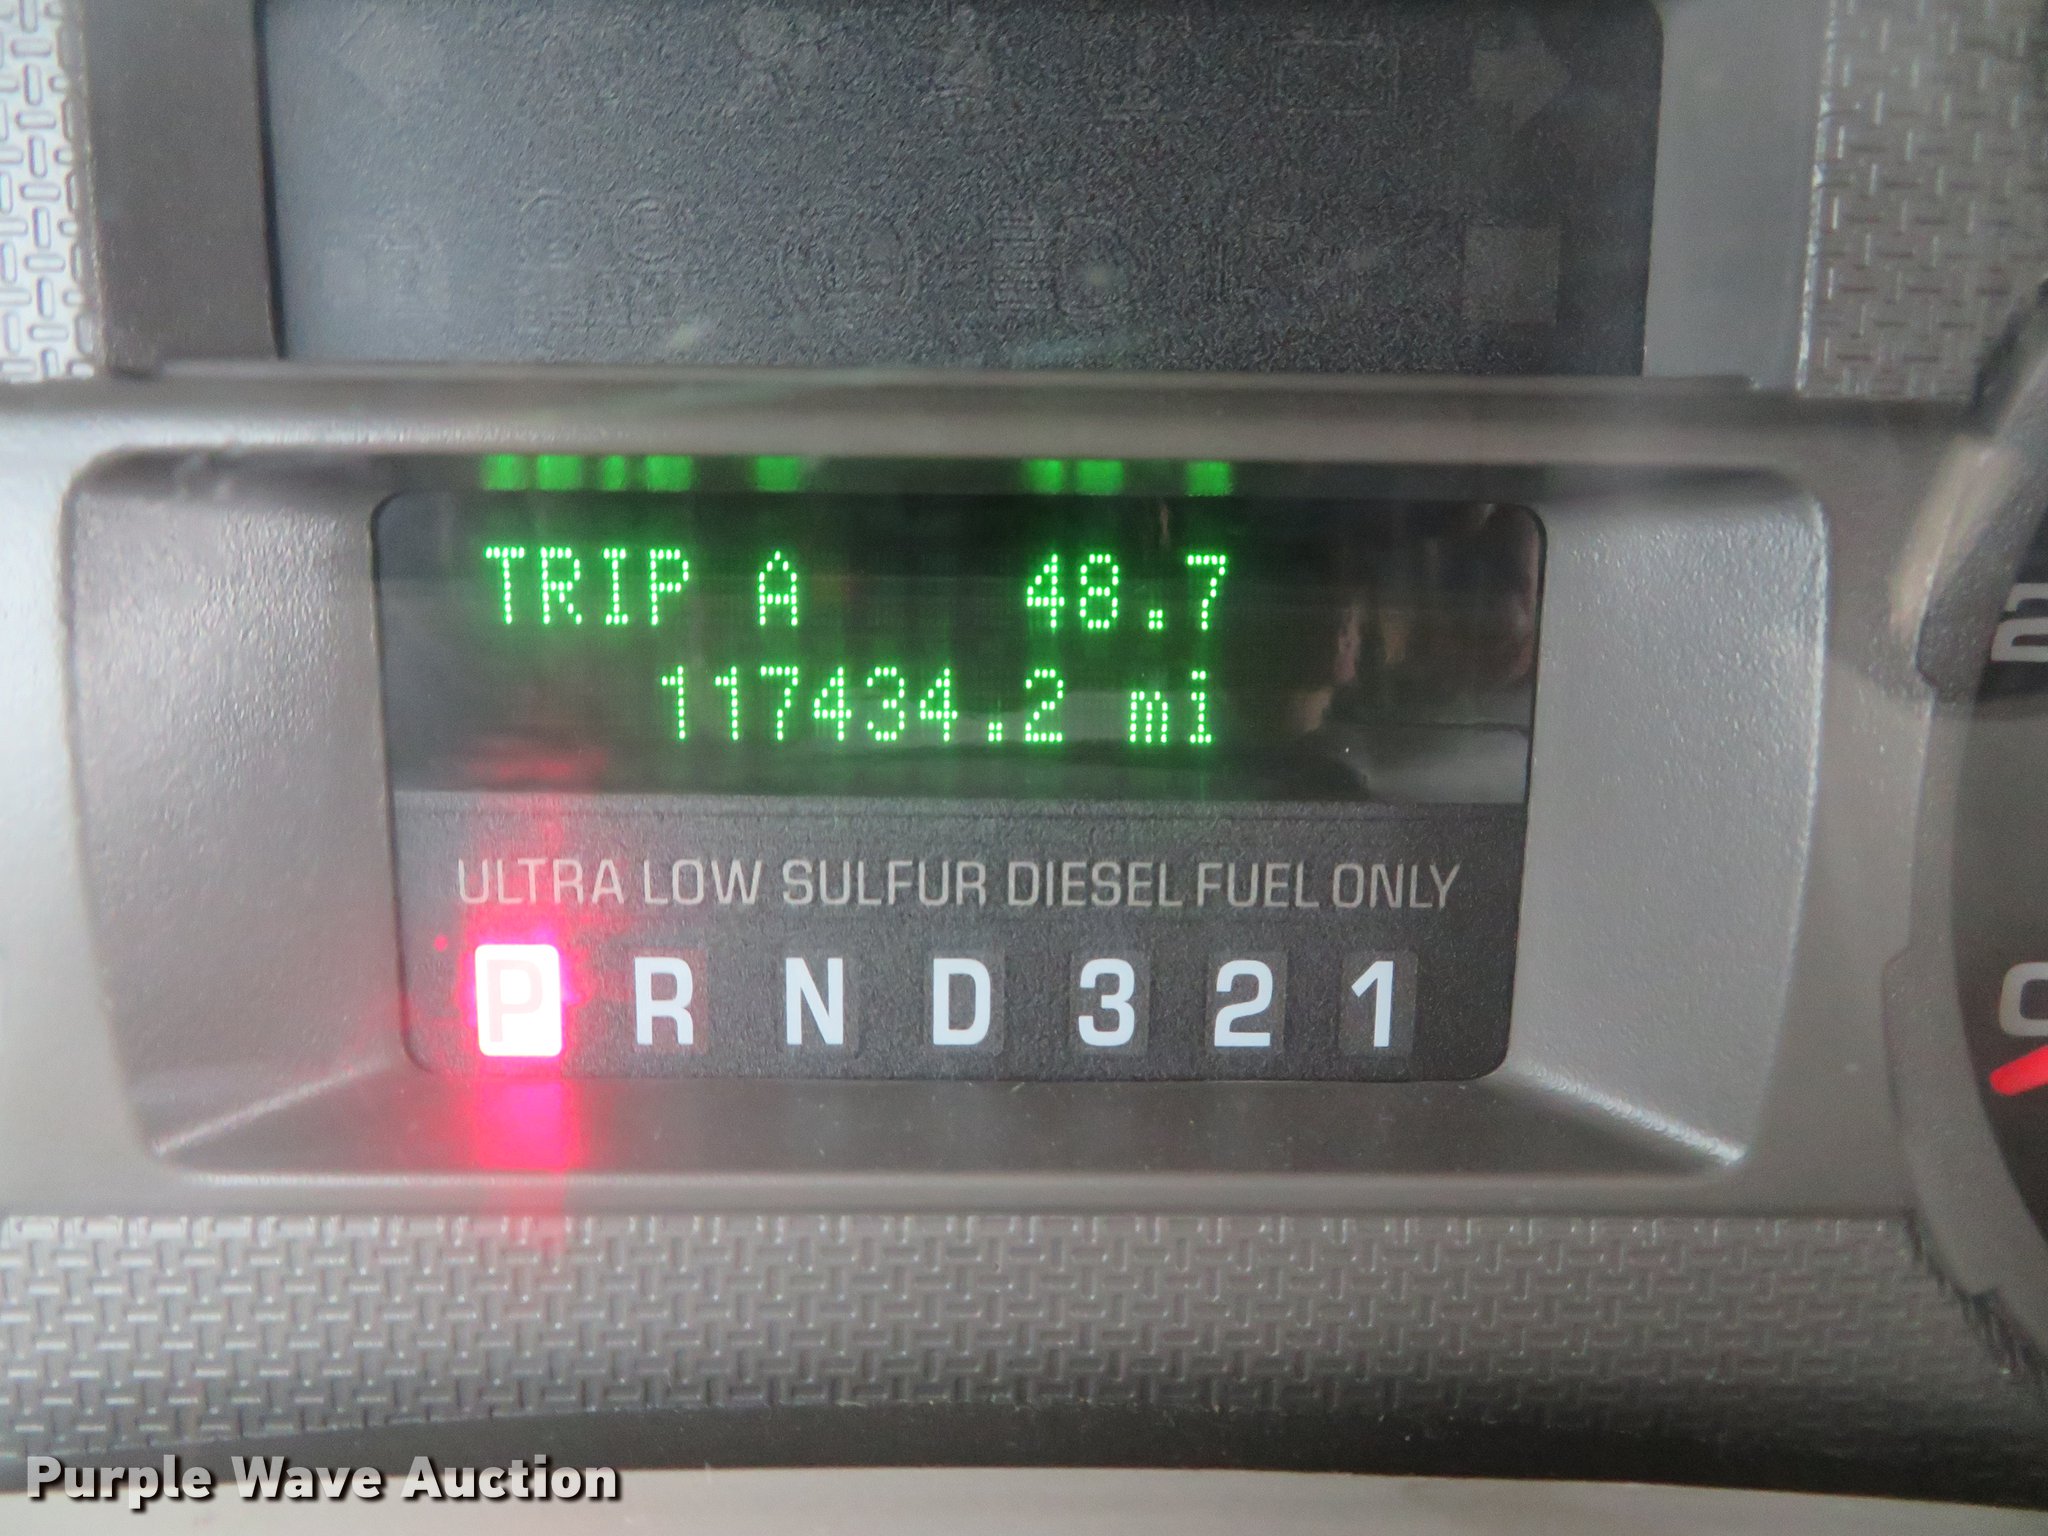 TRIP A 48.7
117434.2 mi
ULTRA LOW SULFUR DIESEL FUEL ONLY
P R N D 3 2 1
Purple Wave Auction